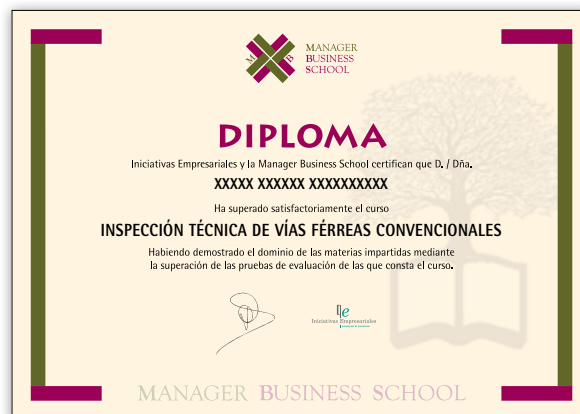 M B
MANAGER
BUSINESS
SCHOOL
DIPLOMA
Iniciativas Empresariales y la Manager Business School certifican que D. / Dña.
XXXXX XXXXXX XXXXXXXXXX
Ha superado satisfactoriamente el curso
INSPECCIÓN TÉCNICA DE VÍAS FÉRREAS CONVENCIONALES
Habiendo demostrado el dominio de las materias impartidas mediante
la superación de las pruebas de evaluación de las que consta el curso.
Iniciativas Empresariales
MANAGER BUSINESS SCHOOL